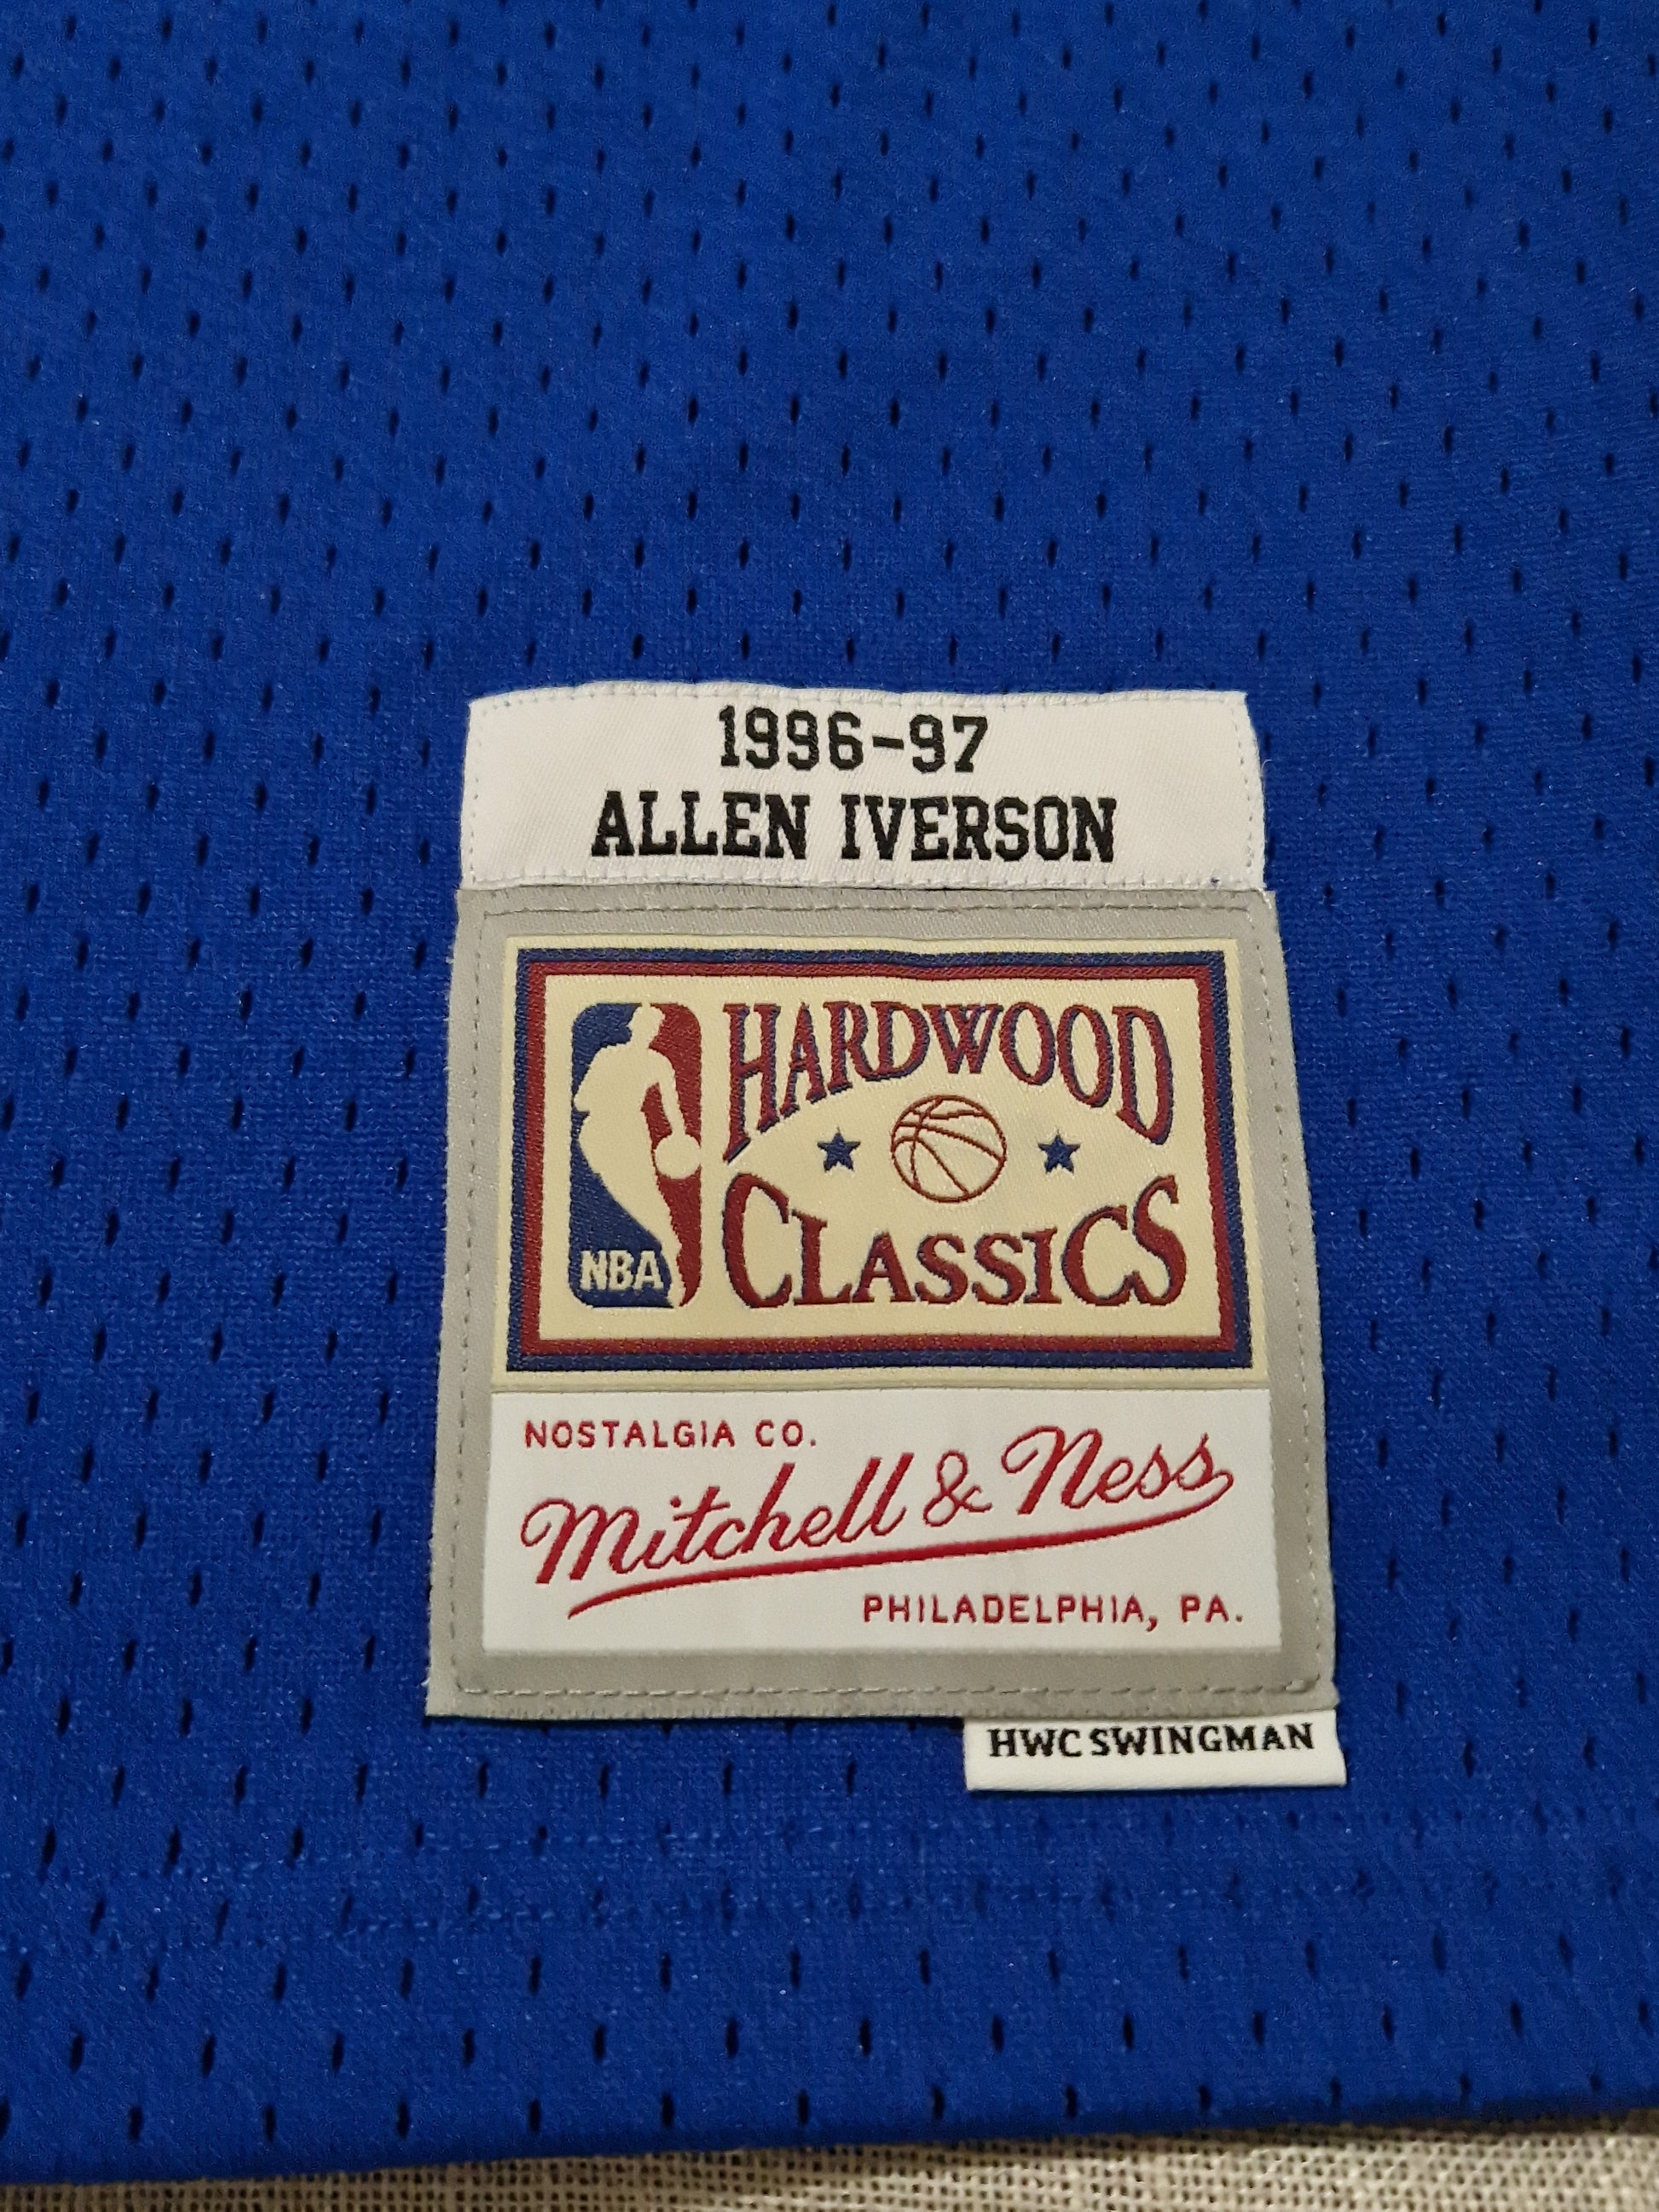 1996-97
ALLEN IVERSON
HARDWOOD
CLASSICS
NBA
NOSTALGIA CO.
Mitchell & Ness
PHILADELPHIA, PA.
HWC SWINGMAN